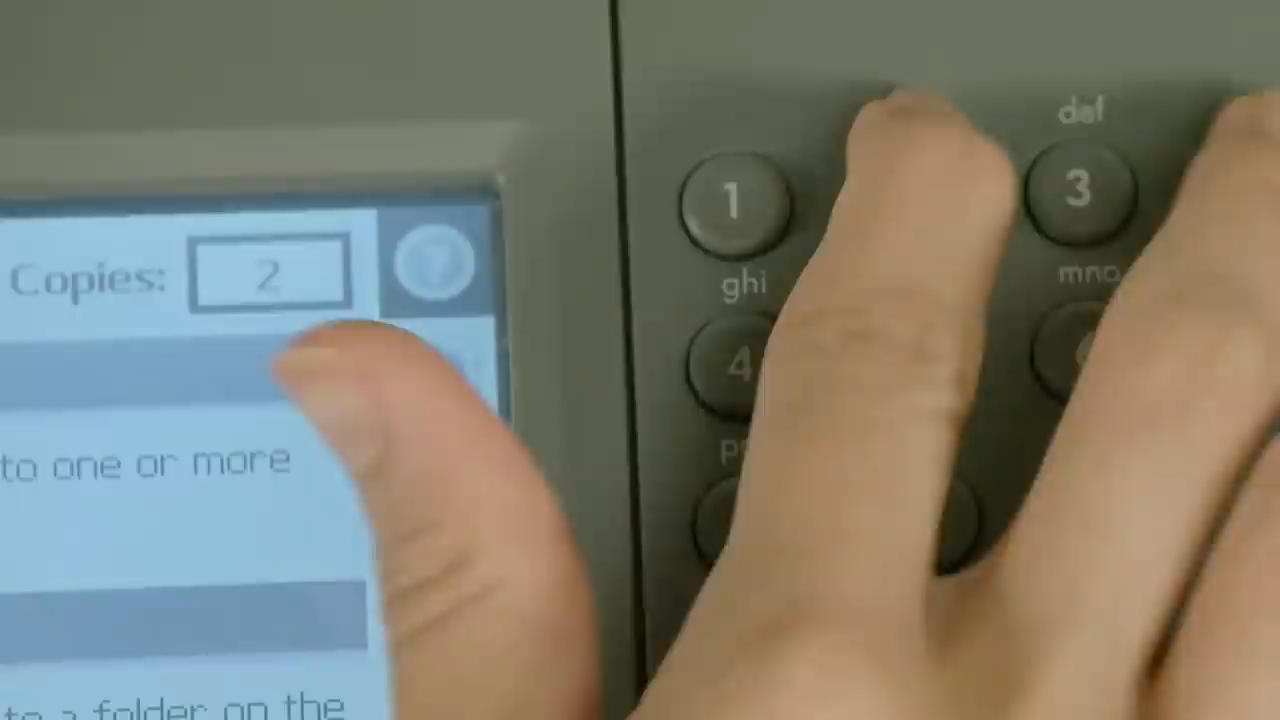 Copies: 2
?
to one or more
to a folder on the
def
1
3
ghi
mno
4